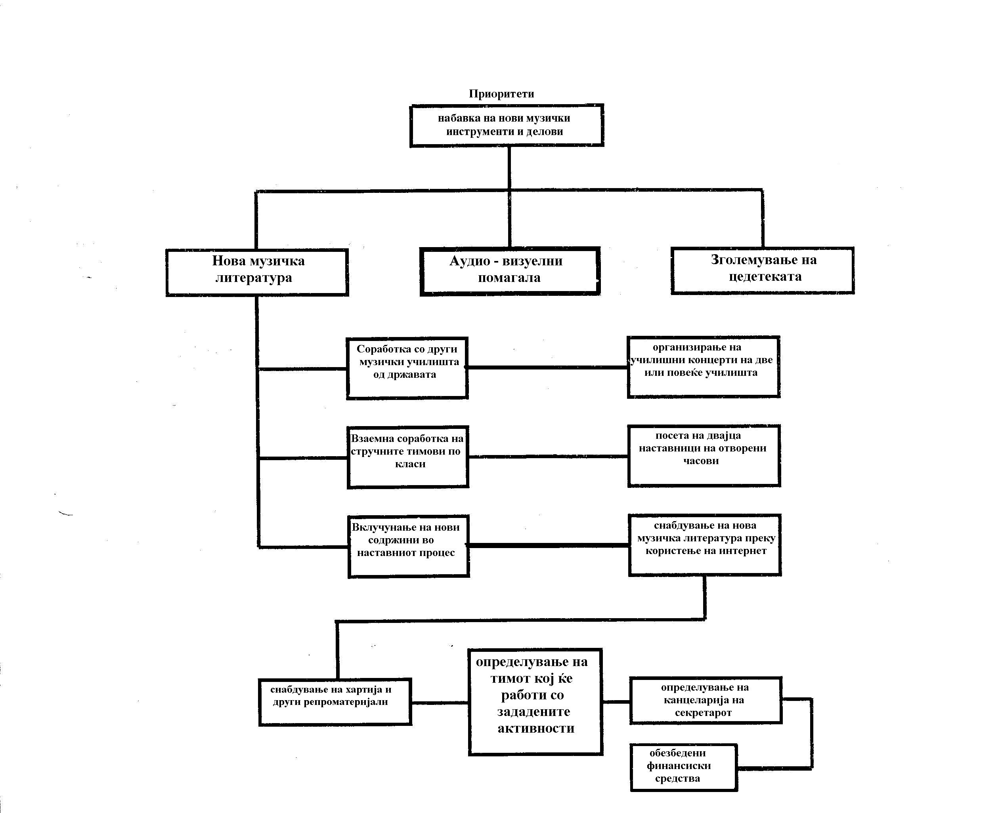 Приоритети
набавка на нови музички
инструменти и делови
Нова музичка
литература
Аудио - визуелни
помагала
Зголемување на
цедетеката
Соработка со други
музички училишта
од државата
организирање на
училишни концерти на две
или повеќе училишта
Взаемна соработка на
стручните тимови по
класи
посета на двајца
наставници на отворени
часови
Вклучунање на нови
содржини во
наставниот процес
снабдување на нова
музичка литература преку
користење на интернет
снабдување на хартија и
други репроматеријали
определување на
тимот кој ќе
работи со
зададените
активности
определување на
канцеларија на
секретарот
обезбедени
финансиски
средства